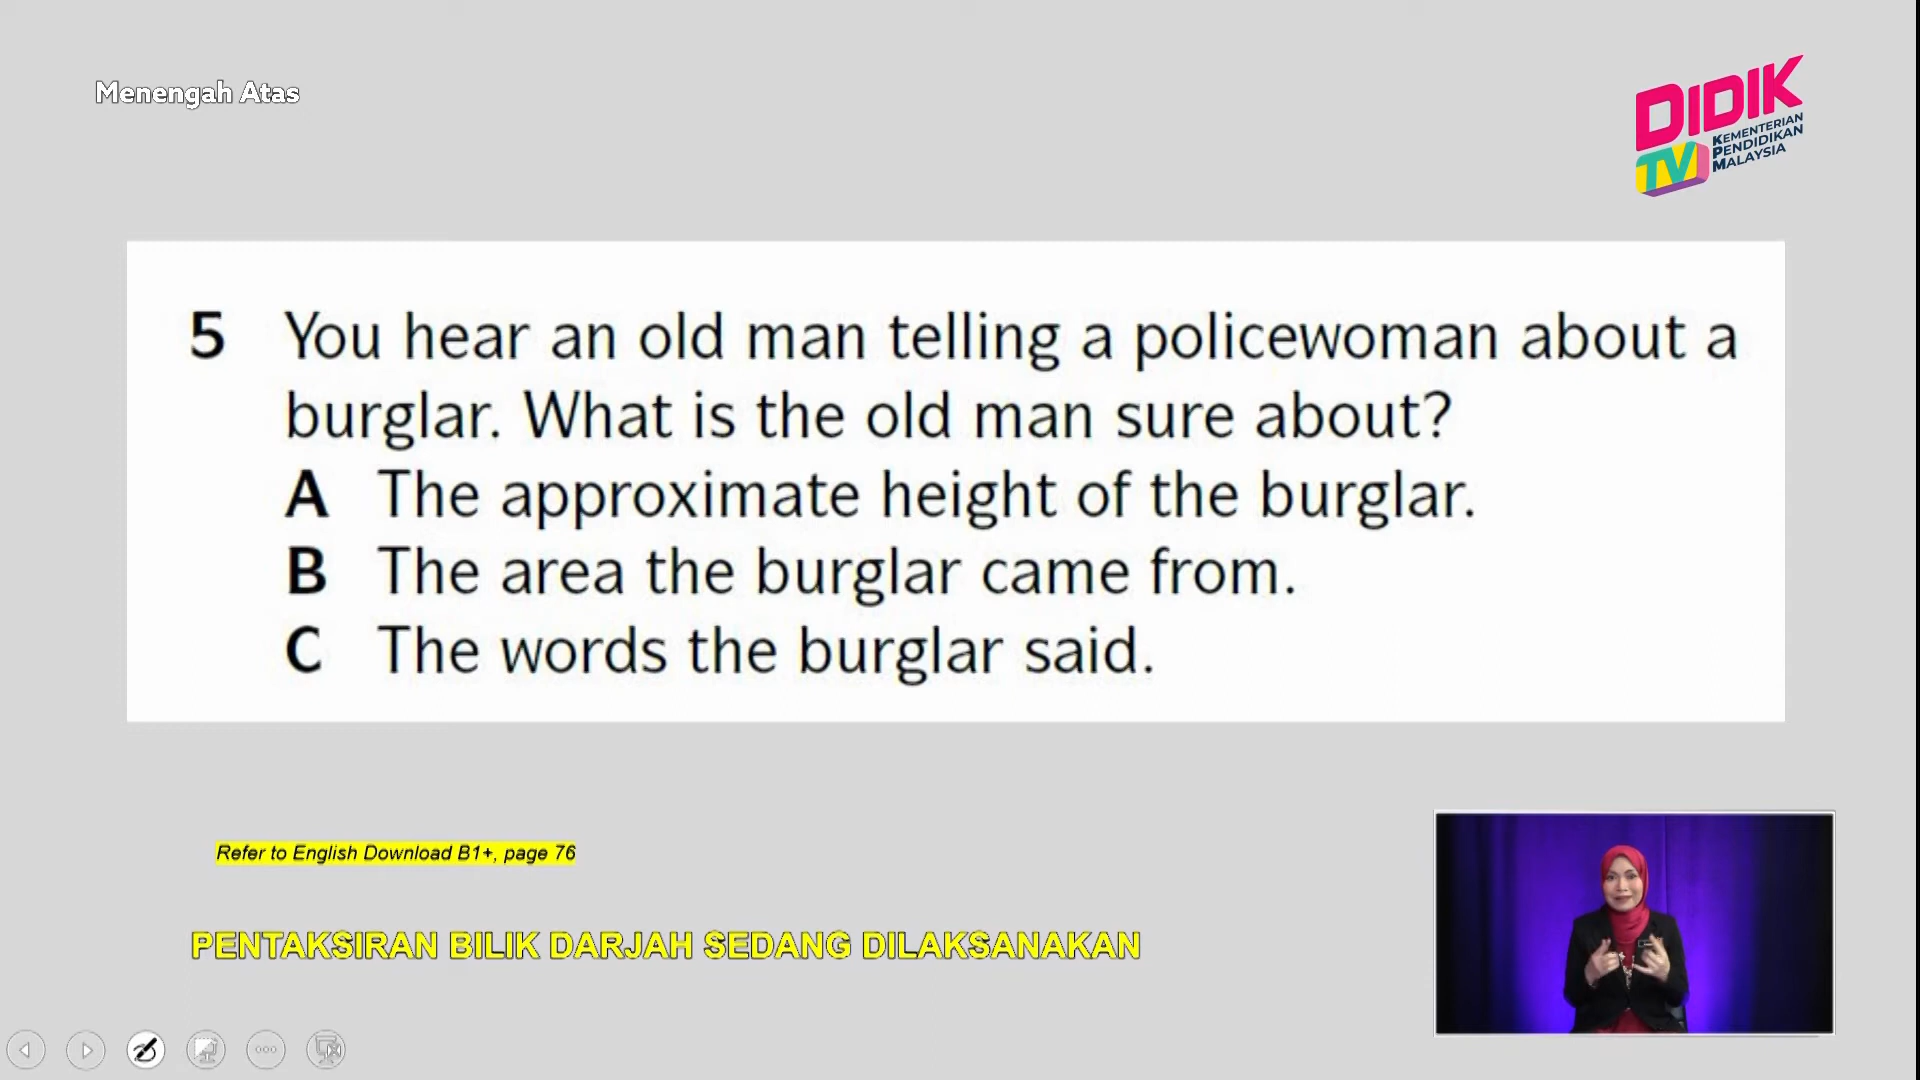 Menengah Atas
DIDIK
TV
KEMENTERIAN
PENDIDIKAN
MALAYSIA
5 You hear an old man telling a policewoman about a
burglar. What is the old man sure about?
A The approximate height of the burglar.
B The area the burglar came from.
C The words the burglar said.
Refer to English Download B1+, page 76
PENTAKSIRAN BILIK DARJAH SEDANG DILAKSANAKAN